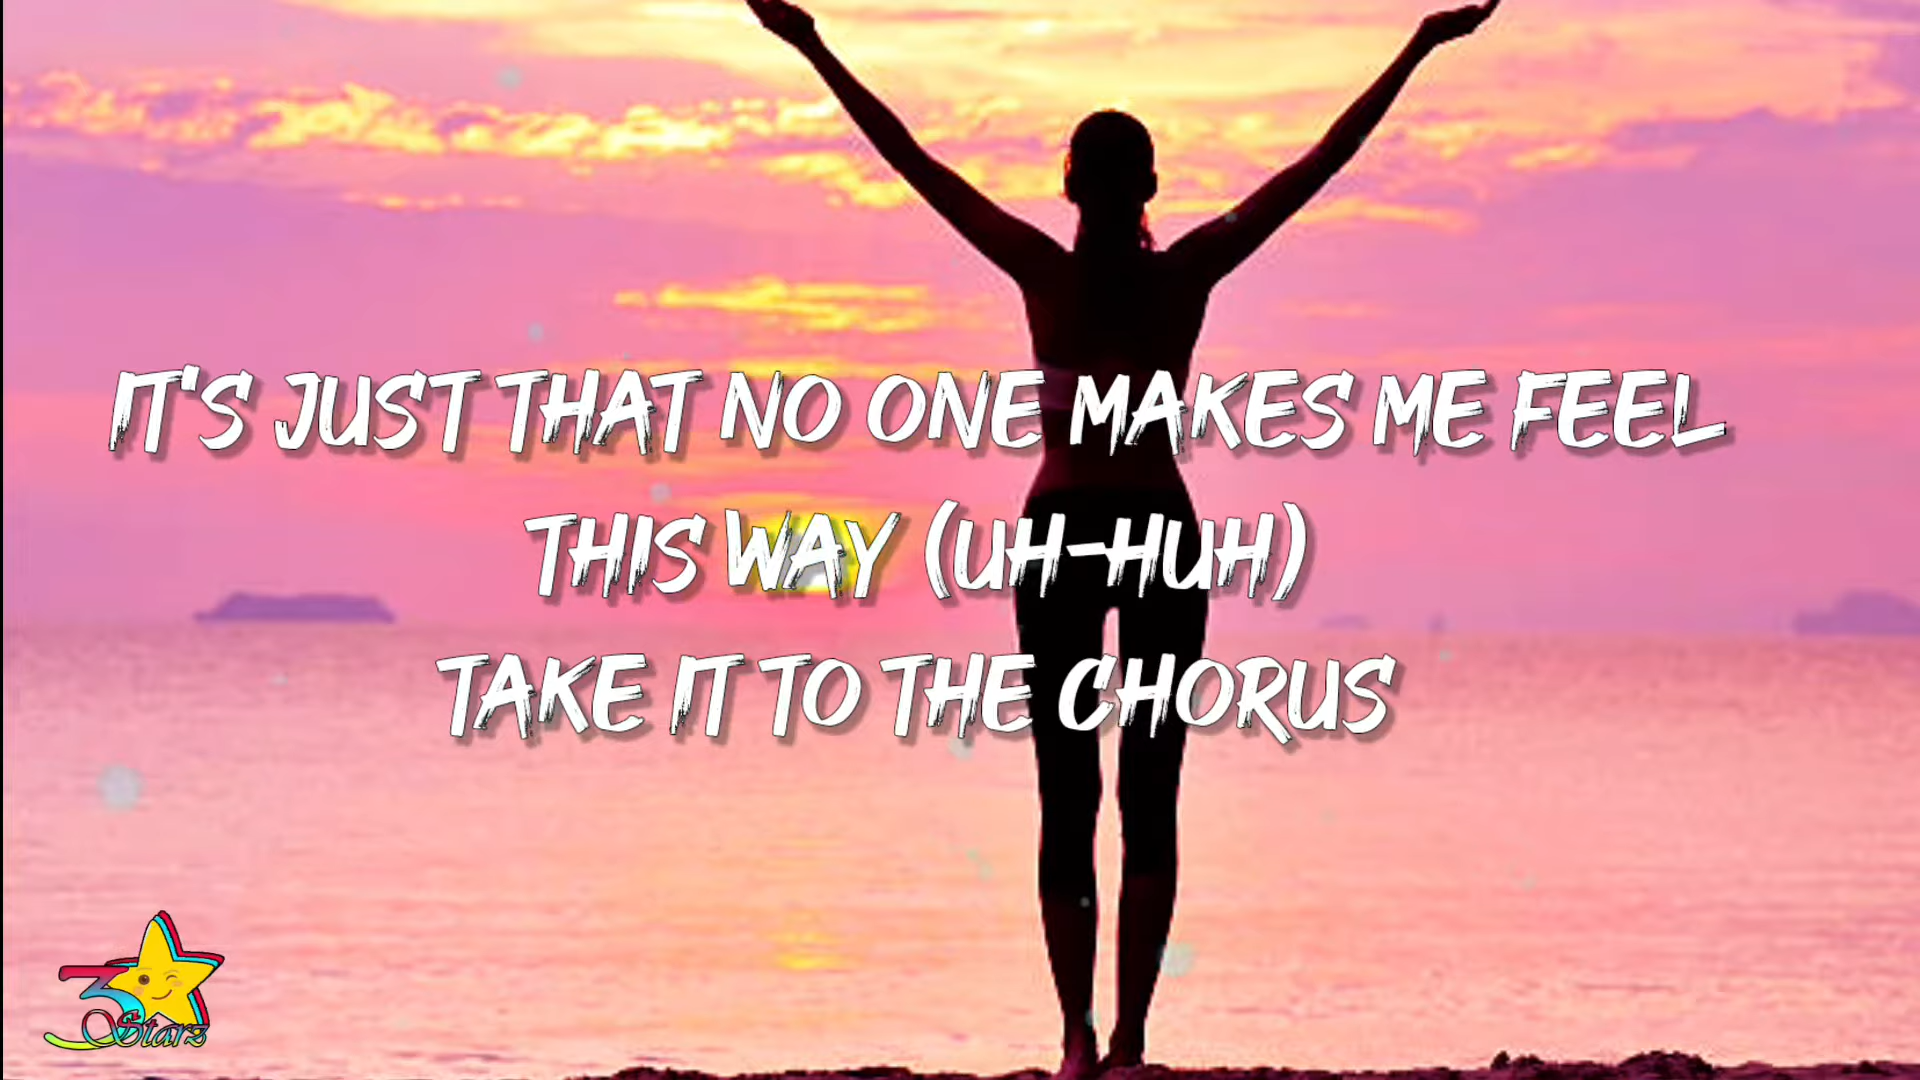 IT'S JUST THAT NO ONE MAKES ME FEEL
THIS WAY (UH-HUH)
TAKE IT TO THE CHORUS
3 Starz